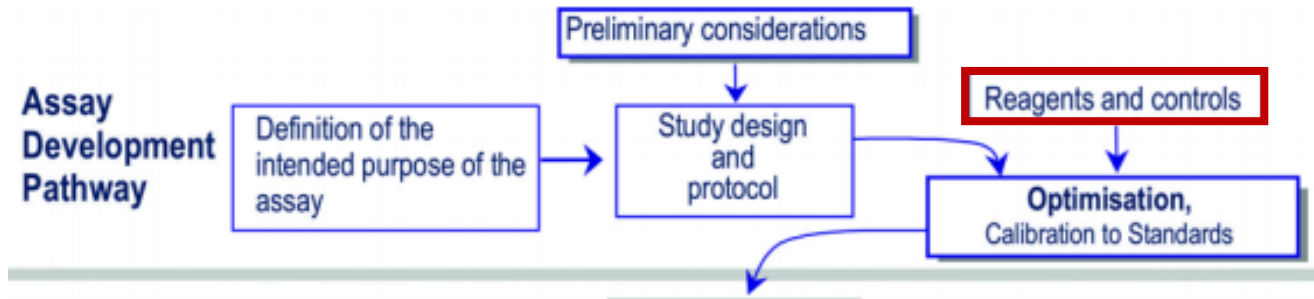 Preliminary considerations
Assay
Development
Pathway
Definition of the
intended purpose of the
assay
Study design
and
protocol
Reagents and controls
Optimisation,
Calibration to Standards